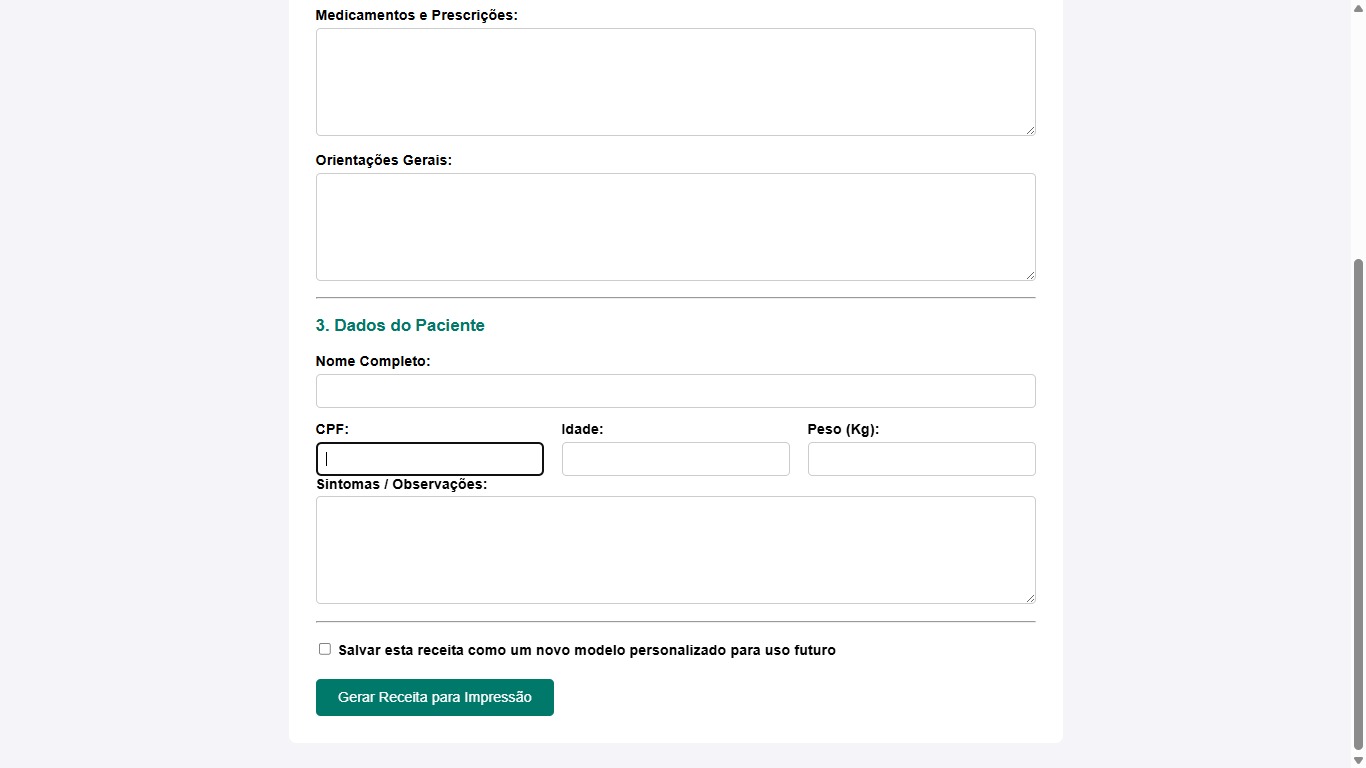 Medicamentos e Prescrições:
Orientações Gerais:
3. Dados do Paciente
Nome Completo:
CPF:
Idade:
Peso (Kg):
Sintomas / Observações:
Salvar esta receita como um novo modelo personalizado para uso futuro
Gerar Receita para Impressão